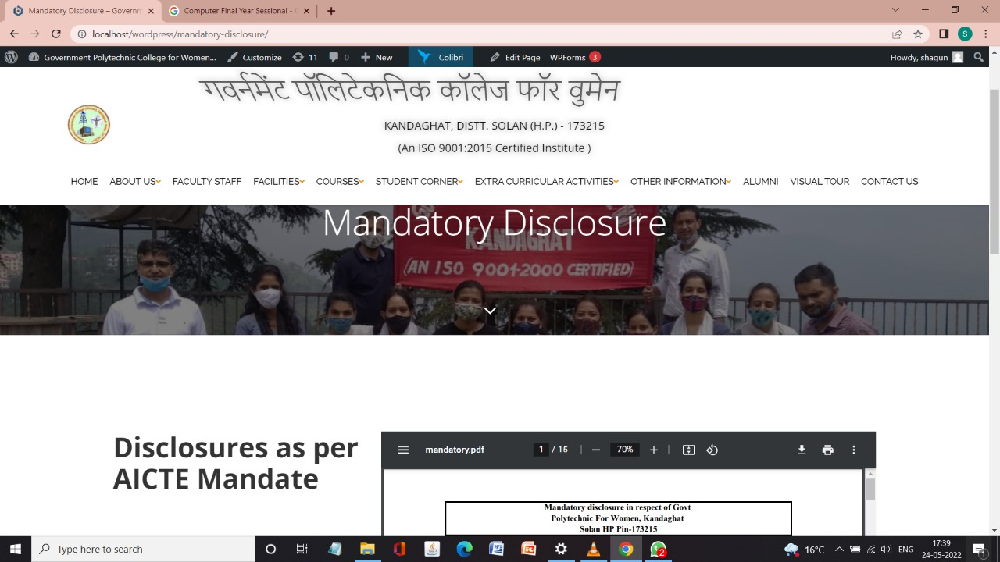 Mandatory Disclosure – Governm
Computer Final Year Sessional - C
localhost/wordpress/mandatory-disclosure/
S
Government Polytechnic College for Women...
Customize
11
0
New
Colibri
Edit Page
WPForms
3
Howdy, shagun
गवर्नमेंट पॉलिटेकनिक कॉलेज फॉर वुमेन
KANDAGHAT, DISTT. SOLAN (H.P.) - 173215
(An ISO 9001:2015 Certified Institute )
HOME ABOUT US FACULTY STAFF FACILITIES COURSES STUDENT CORNER EXTRA CURRICULAR ACTIVITIES OTHER INFORMATION ALUMNI VISUAL TOUR CONTACT US
Mandatory Disclosure
KANDAGHAT
(AN ISO 9001-2000 CERTIFIED)
Disclosures as per
AICTE Mandate
mandatory.pdf
1 / 15
70%
Mandatory disclosure in respect of Govt
Polytechnic For Women, Kandaghat
Solan HP Pin-173215
Type here to search
2
16°C
ENG
17:39
24-05-2022
1